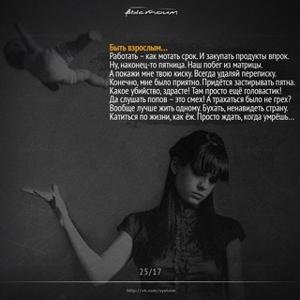 Быть взрослым...
Работать – как мотать срок. И закупать продукты впрок.
Ну, наконец-то пятница. Наш побег из матрицы.
А покажи мне твою киску. Всегда удаляй переписку.
Конечно, мне было приятно. Придётся застирывать пятна.
Какое убийство, здрасте! Там просто ещё головастик!
Да слушать попов – это смех! А трахаться было не грех?
Вообще лучше жить одному. Бухать, ненавидеть страну.
Катиться по жизни, как ёж. Просто ждать, когда умрёшь...
25/17